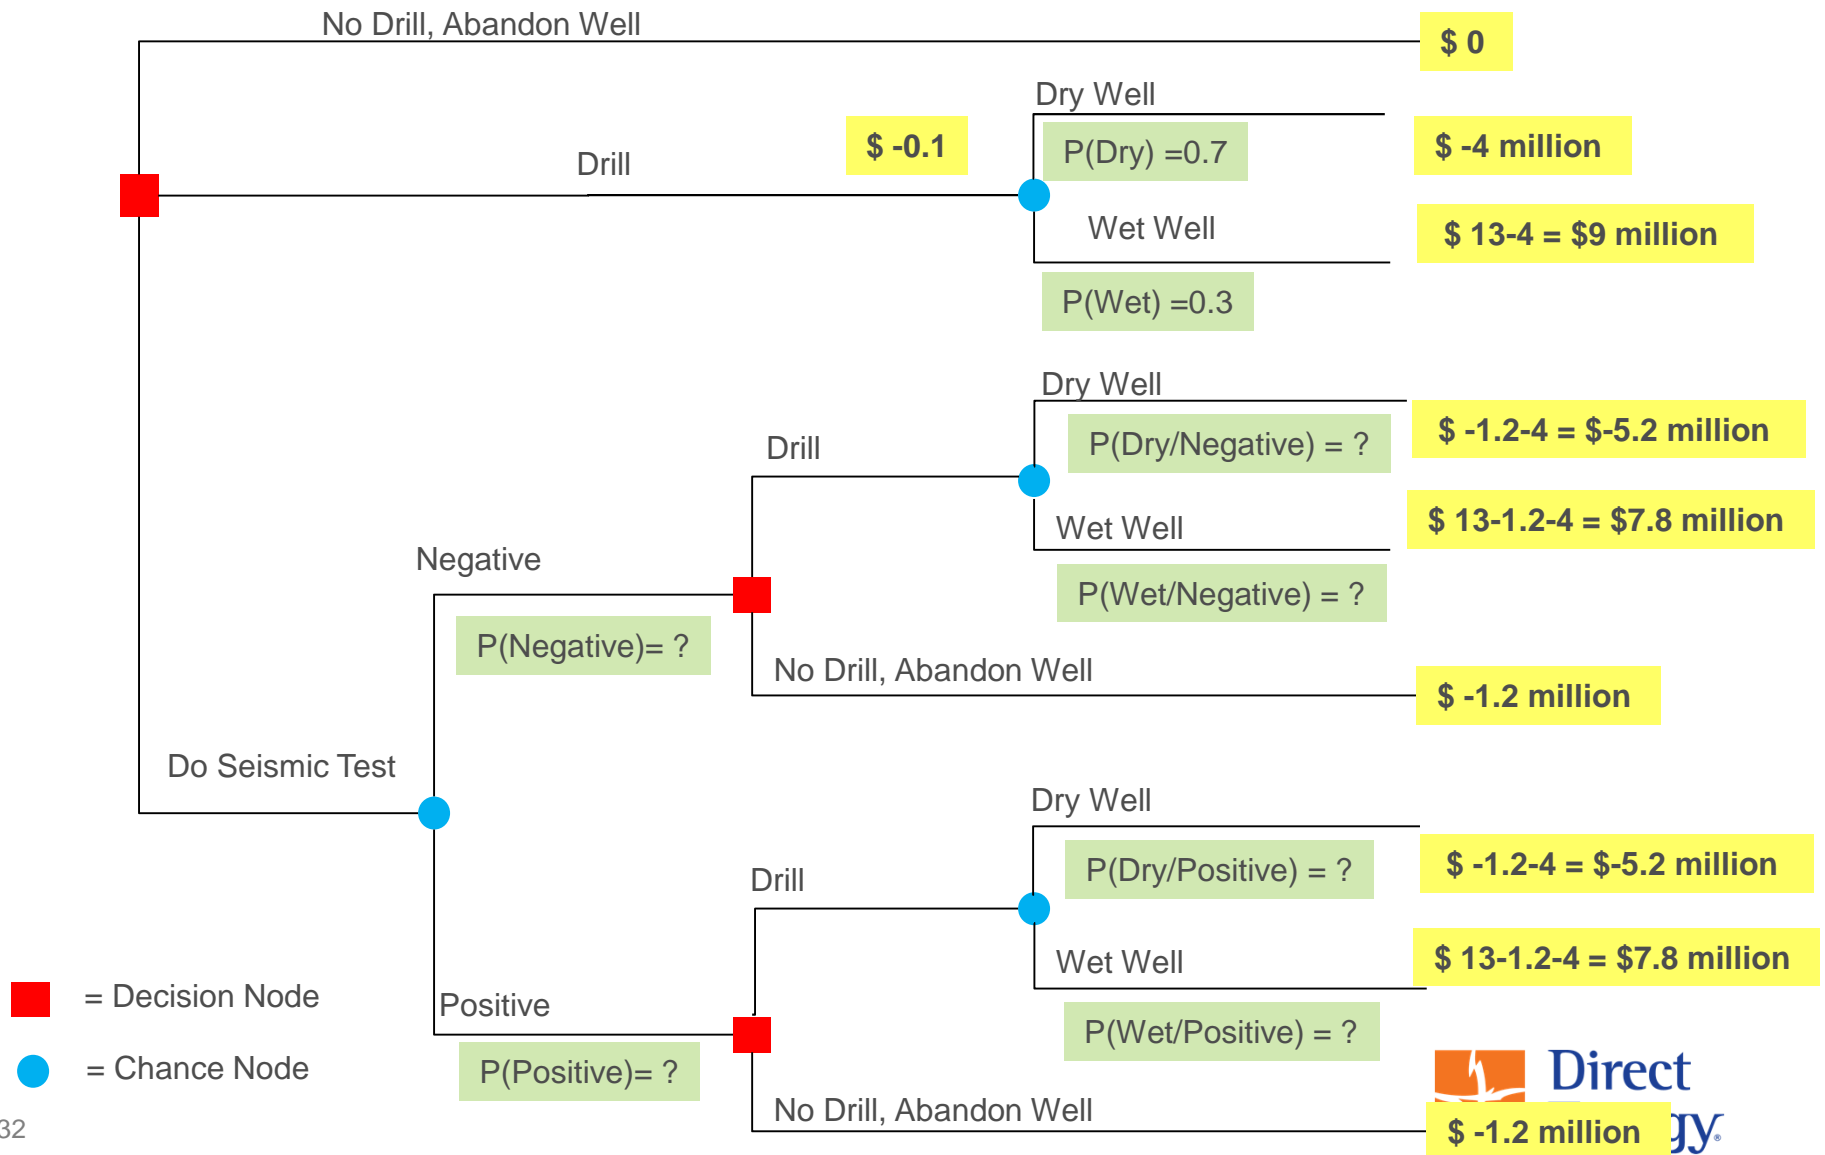 No Drill, Abandon Well
$ 0
Dry Well
$ -0.1
P(Dry) =0.7
$ -4 million
Drill
Wet Well
$ 13-4 = $9 million
P(Wet) =0.3
Dry Well
$ -1.2-4 = $-5.2 million
P(Dry/Negative) = ?
Drill
Wet Well
$ 13-1.2-4 = $7.8 million
Negative
P(Wet/Negative) = ?
P(Negative)= ?
No Drill, Abandon Well
$ -1.2 million
Do Seismic Test
Dry Well
$ -1.2-4 = $-5.2 million
P(Dry/Positive) = ?
Drill
Wet Well
$ 13-1.2-4 = $7.8 million
= Decision Node
Positive
P(Wet/Positive) = ?
= Chance Node
P(Positive)= ?
Direct
No Drill, Abandon Well
$ -1.2 million
gy®
32